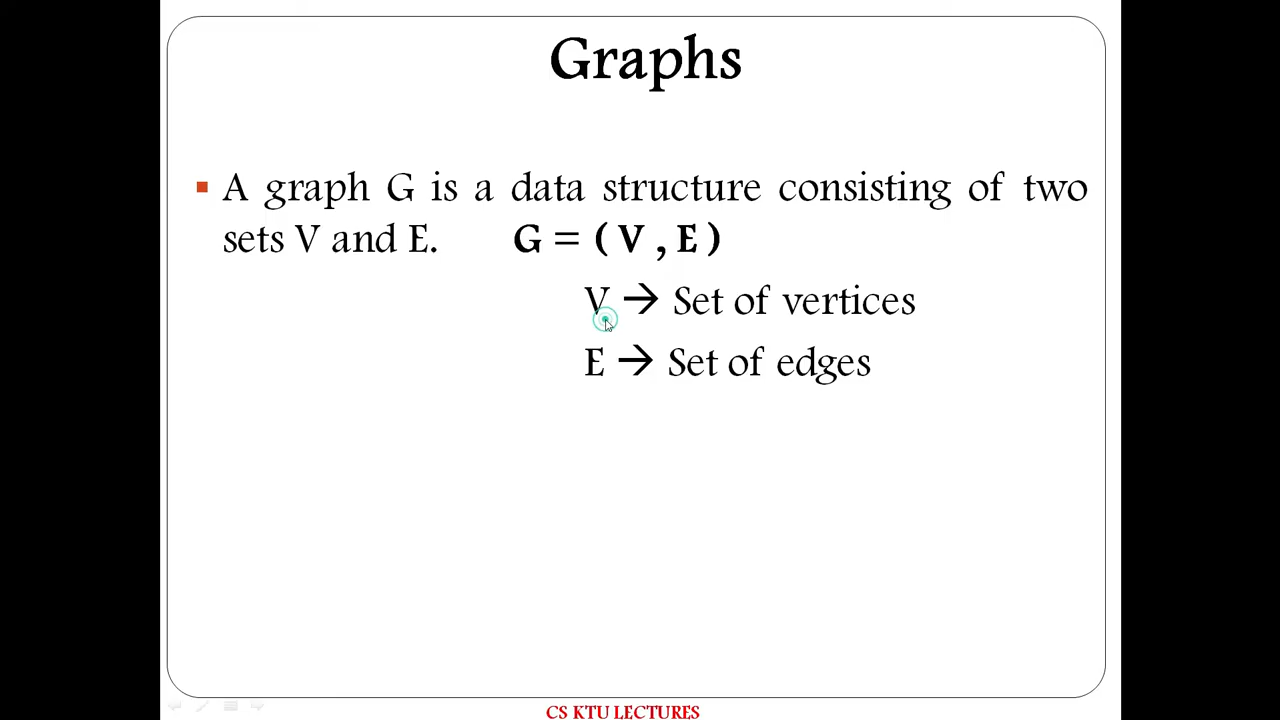 Graphs
A graph G is a data structure consisting of two
sets V and E. G = ( V , E )
V → Set of vertices
E → Set of edges
CS KTU LECTURES